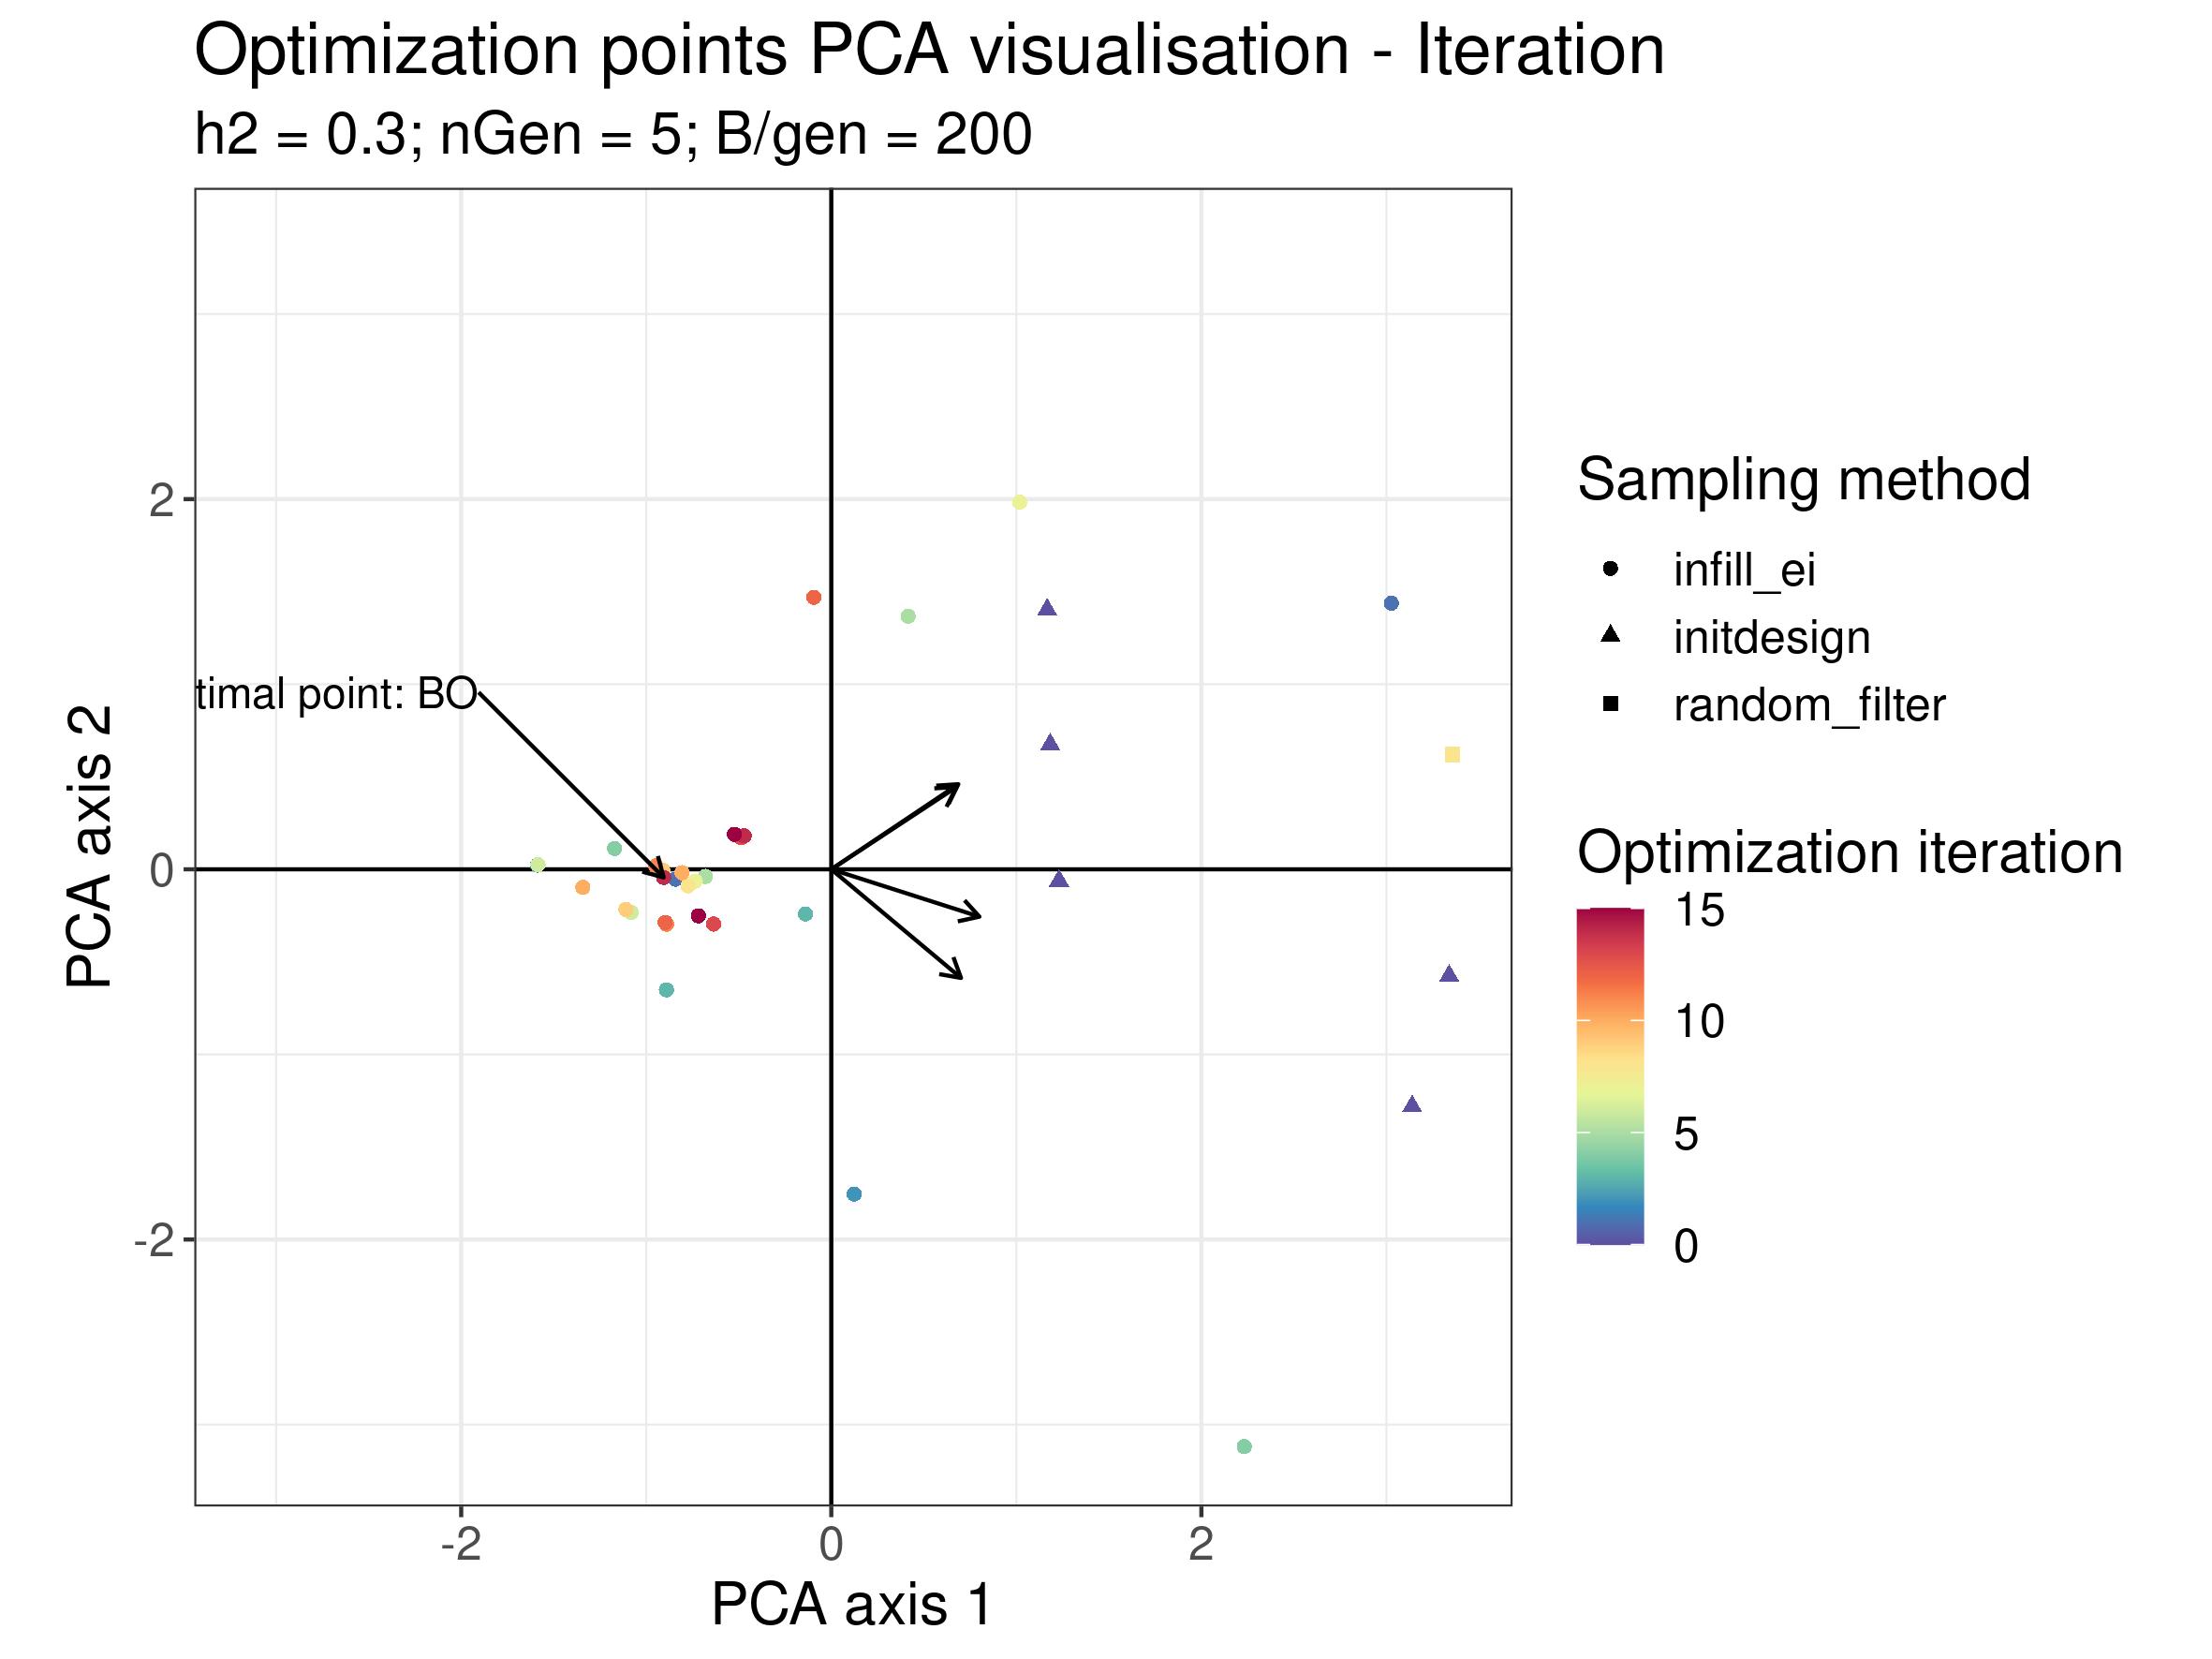 Optimization points PCA visualisation - Iteration
h2 = 0.3; nGen = 5; B/gen = 200
2
0
-2
PCA axis 2
timal point: BO
-2
0
2
PCA axis 1
Sampling method
infill_ei
initdesign
random_filter
Optimization iteration
15
10
5
0